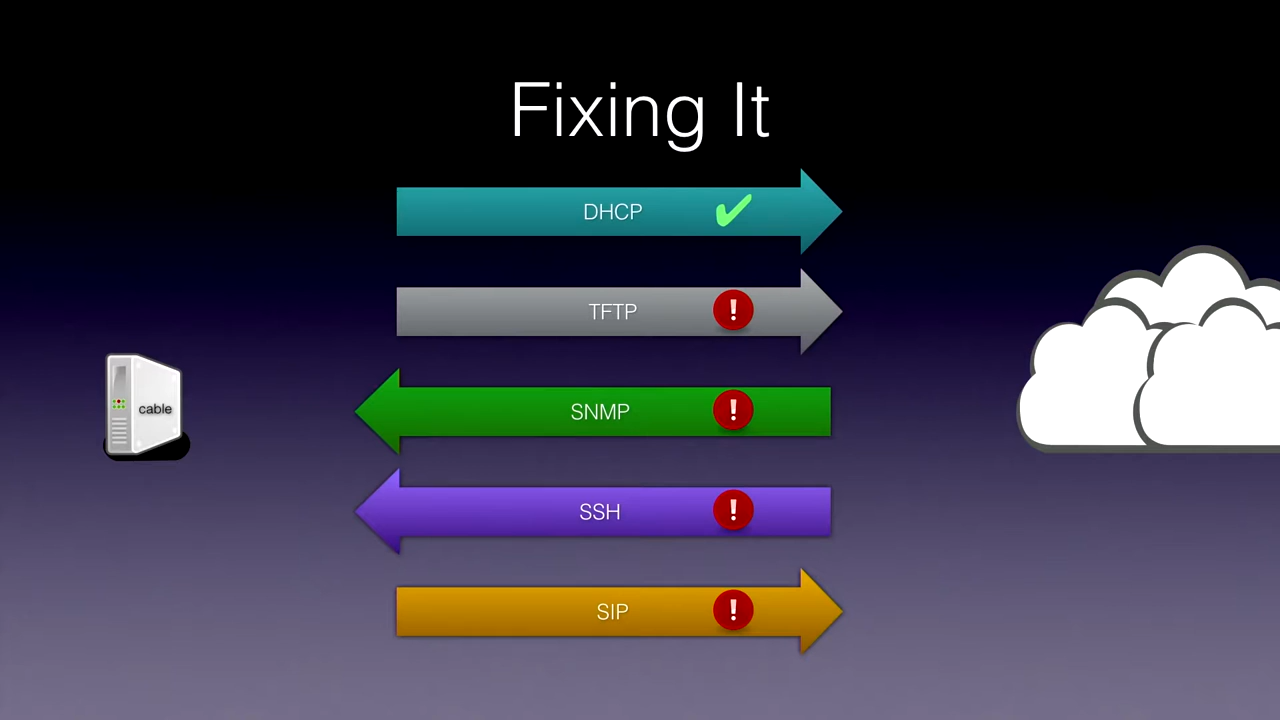 Fixing It
DHCP
TFTP
SNMP
cable
SSH
SIP